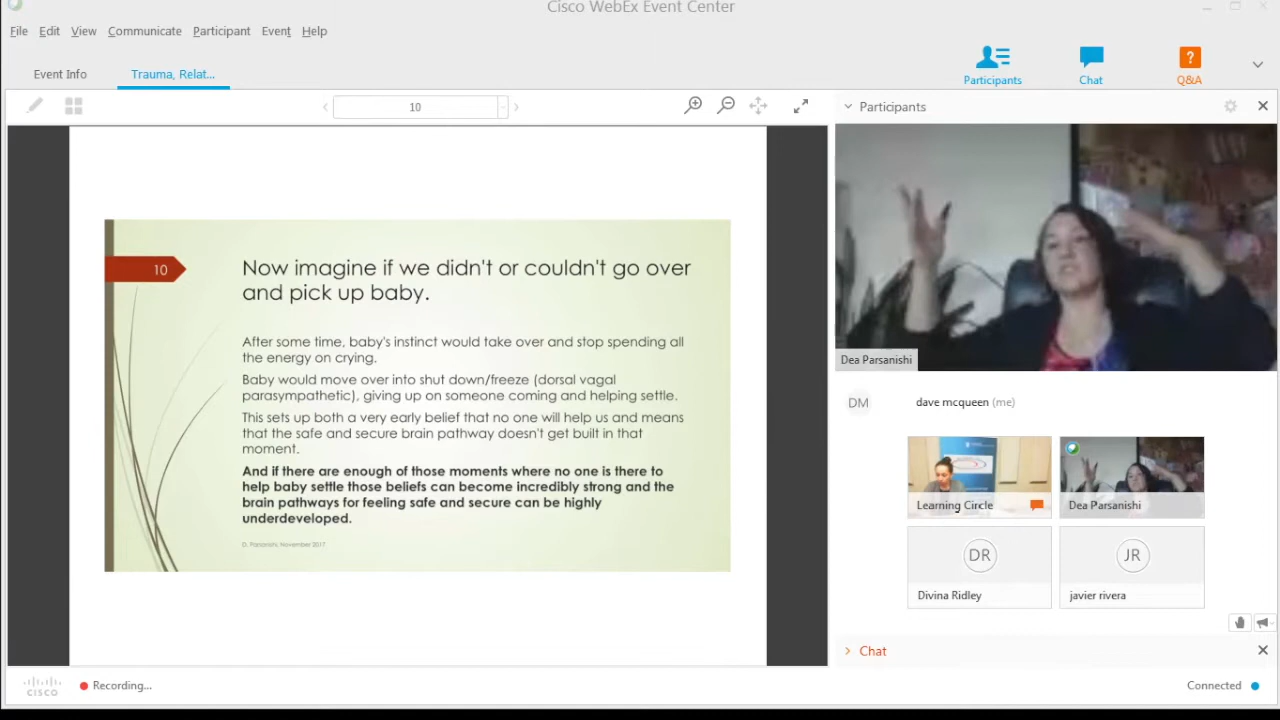 Cisco WebEx Event Center
File Edit View Communicate Participant Event Help
Event Info
Trauma, Relat...
Participants
Chat
?
Q&A
10
Participants
10
Now imagine if we didn't or couldn't go over
and pick up baby.
After some time, baby's instinct would take over and stop spending all
the energy on crying.
Baby would move over into shut down/freeze (dorsal vagal
parasympathetic), giving up on someone coming and helping settle.
This sets up both a very early belief that no one will help us and means
that the safe and secure brain pathway doesn't get built in that
moment.
And if there are enough of those moments where no one is there to
help baby settle those beliefs can become incredibly strong and the
brain pathways for feeling safe and secure can be highly
underdeveloped.
D. Parsanishi, November 2017
Dea Parsanishi
DM
dave mcqueen (me)
Learning Circle
Dea Parsanishi
DR
Divina Ridley
JR
javier rivera
Chat
cisco
Recording...
Connected